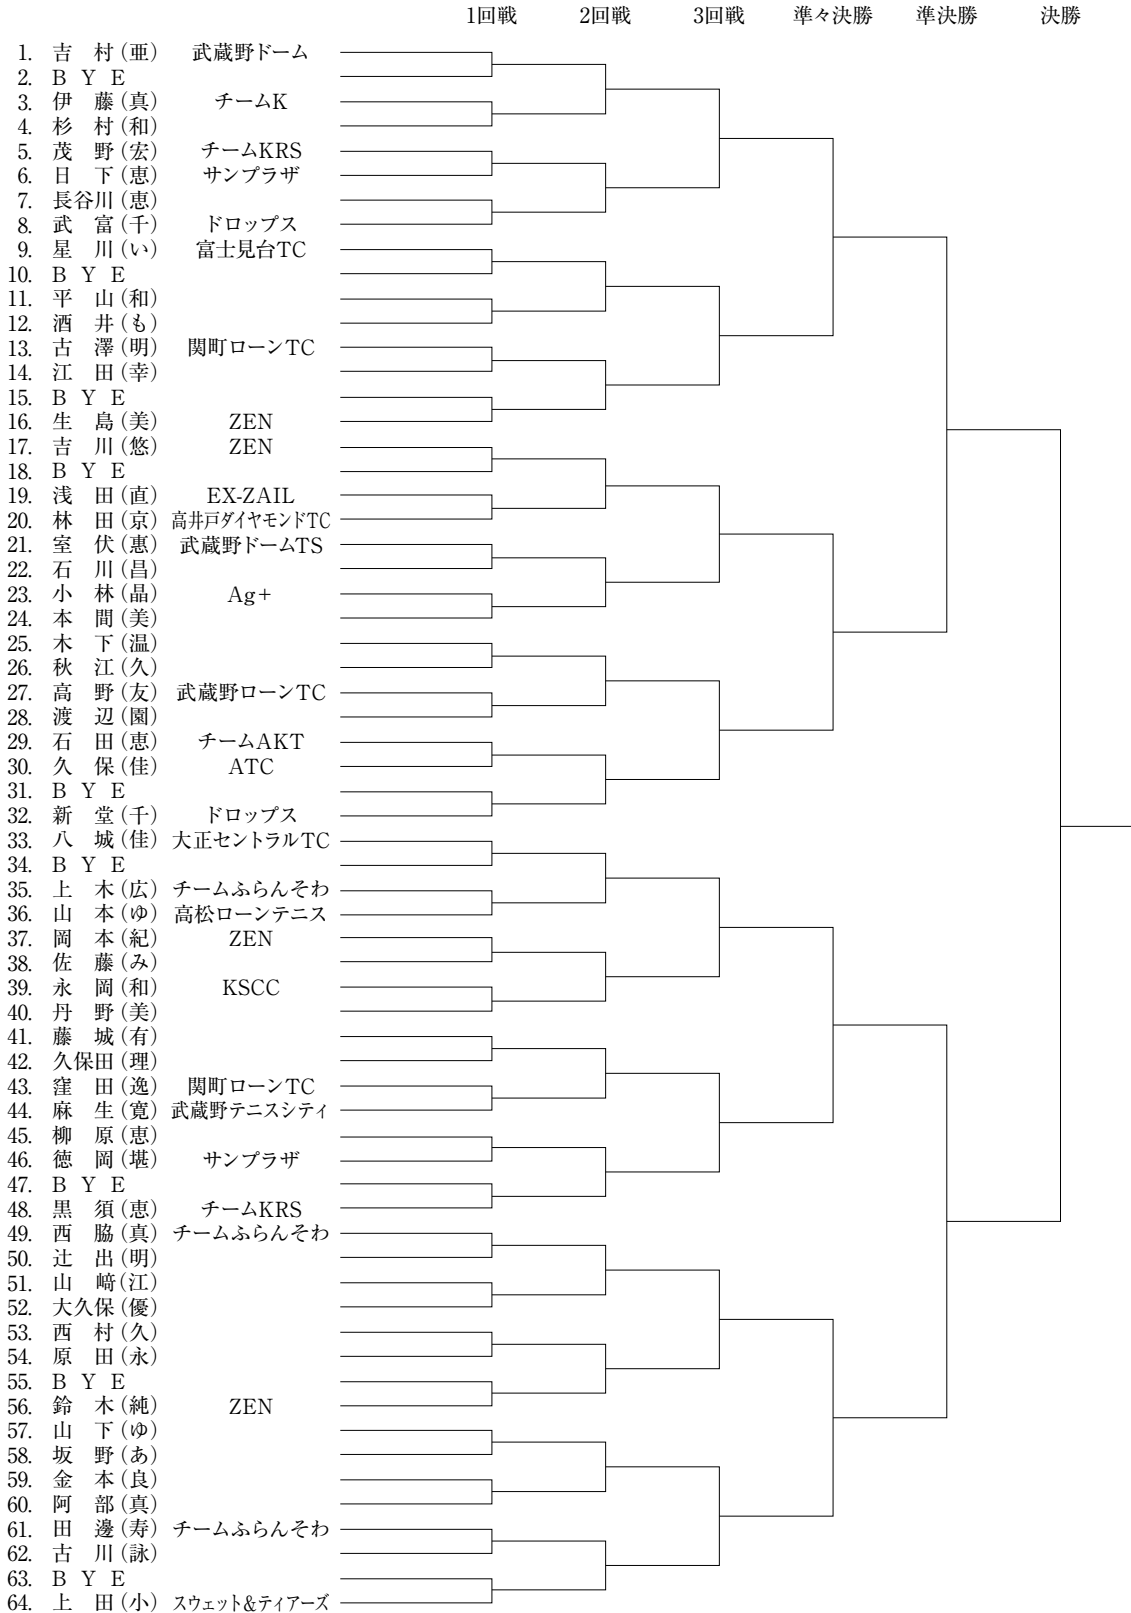 1回戦 2回戦 3回戦 準々決勝 準決勝 決勝
1. 吉 村(亜) 武蔵野ドーム
2. B Y E
3. 伊 藤(真) チームK
4. 杉 村(和)
5. 茂 野(宏) チームKRS
6. 日 下(恵) サンプラザ
7. 長谷川(恵)
8. 武 富(千) ドロップス
9. 星 川(い) 富士見台TC
10. B Y E
11. 平 山(和)
12. 酒 井(も)
13. 古 澤(明) 関町ローンTC
14. 江 田(幸)
15. B Y E
16. 生 島(美) ZEN
17. 吉 川(悠) ZEN
18. B Y E
19. 浅 田(直) EX-ZAIL
20. 林 田(京) 高井戸ダイヤモンドTC
21. 室 伏(惠) 武蔵野ドームTS
22. 石 川(昌)
23. 小 林(晶) Ag+
24. 本 間(美)
25. 木 下(温)
26. 秋 江(久)
27. 高 野(友) 武蔵野ローンTC
28. 渡 辺(園)
29. 石 田(恵) チームAKT
30. 久 保(佳) ATC
31. B Y E
32. 新 堂(千) ドロップス
33. 八 城(佳) 大正セントラルTC
34. B Y E
35. 上 木(広) チームふらんそわ
36. 山 本(ゆ) 高松ローンテニス
37. 岡 本(紀) ZEN
38. 佐 藤(み)
39. 永 岡(和) KSCC
40. 丹 野(美)
41. 藤 城(有)
42. 久保田(理)
43. 窪 田(逸) 関町ローンTC
44. 麻 生(寛) 武蔵野テニスシティ
45. 柳 原(恵)
46. 徳 岡(堪) サンプラザ
47. B Y E
48. 黒 須(恵) チームKRS
49. 西 脇(真) チームふらんそわ
50. 辻 出(明)
51. 山 﨑(江)
52. 大久保(優)
53. 西 村(久)
54. 原 田(永)
55. B Y E
56. 鈴 木(純) ZEN
57. 山 下(ゆ)
58. 坂 野(あ)
59. 金 本(良)
60. 阿 部(真)
61. 田 邊(寿) チームふらんそわ
62. 古 川(詠)
63. B Y E
64. 上 田(小) スウェット&ティアーズ